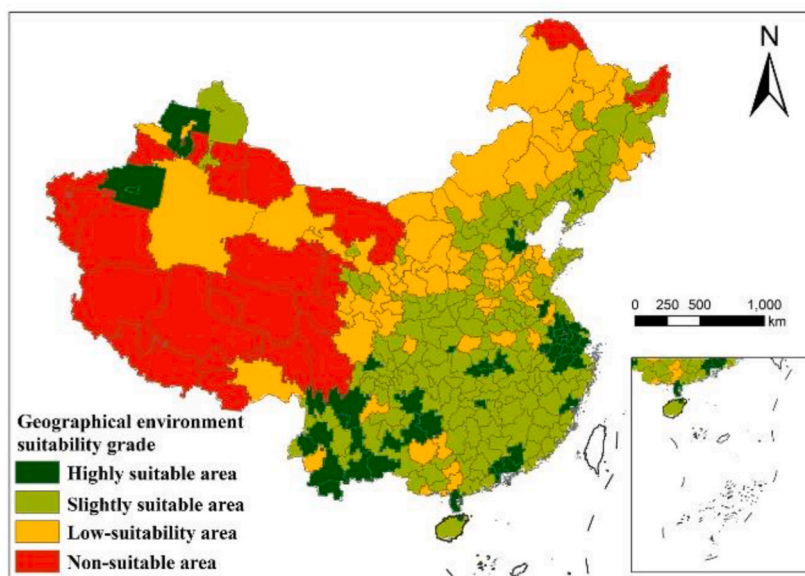 N
0 250 500 1,000
km
Geographical environment
suitability grade
Highly suitable area
Slightly suitable area
Low-suitability area
Non-suitable area